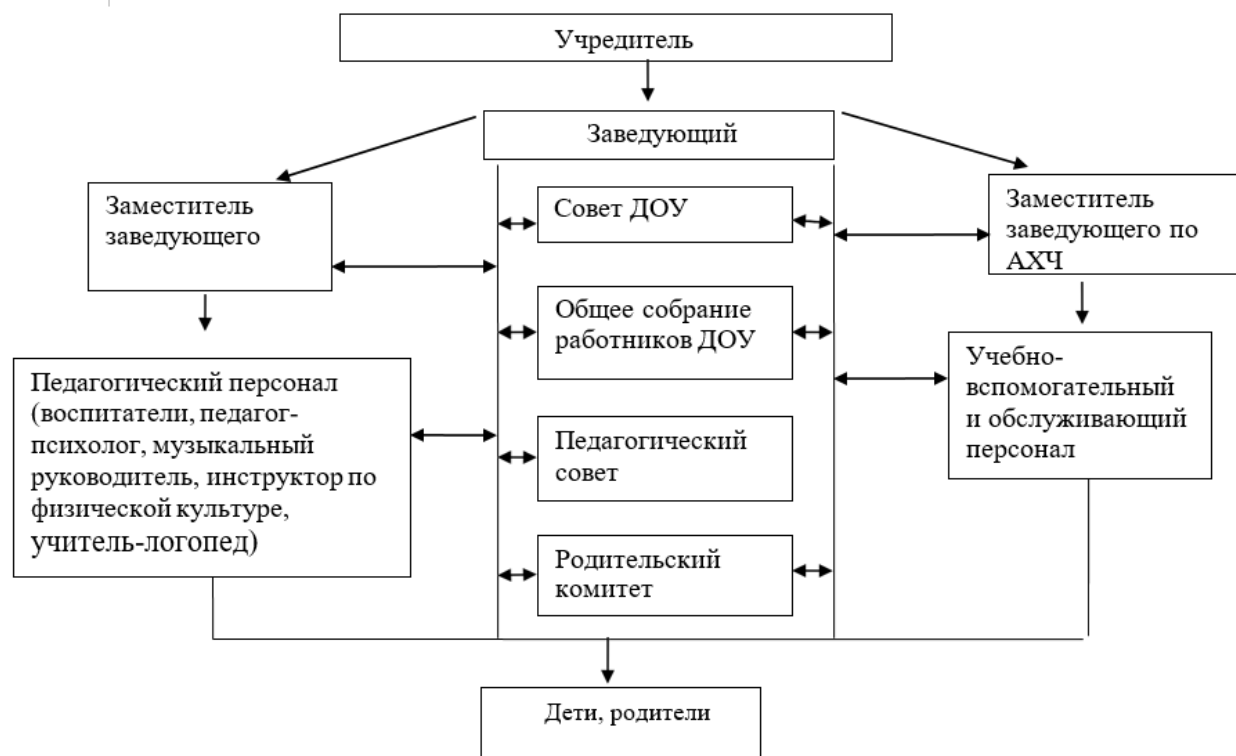 Учредитель
Заведующий
Заместитель
заведующего
Совет ДОУ
Заместитель
заведующего по
АХЧ
Общее собрание
работников ДОУ
Педагогический персонал
(воспитатели, педагог-
психолог, музыкальный
руководитель, инструктор по
физической культуре,
учитель-логопед)
Учебно-
вспомогательный
и обслуживающий
персонал
Педагогический
совет
Родительский
комитет
Дети, родители